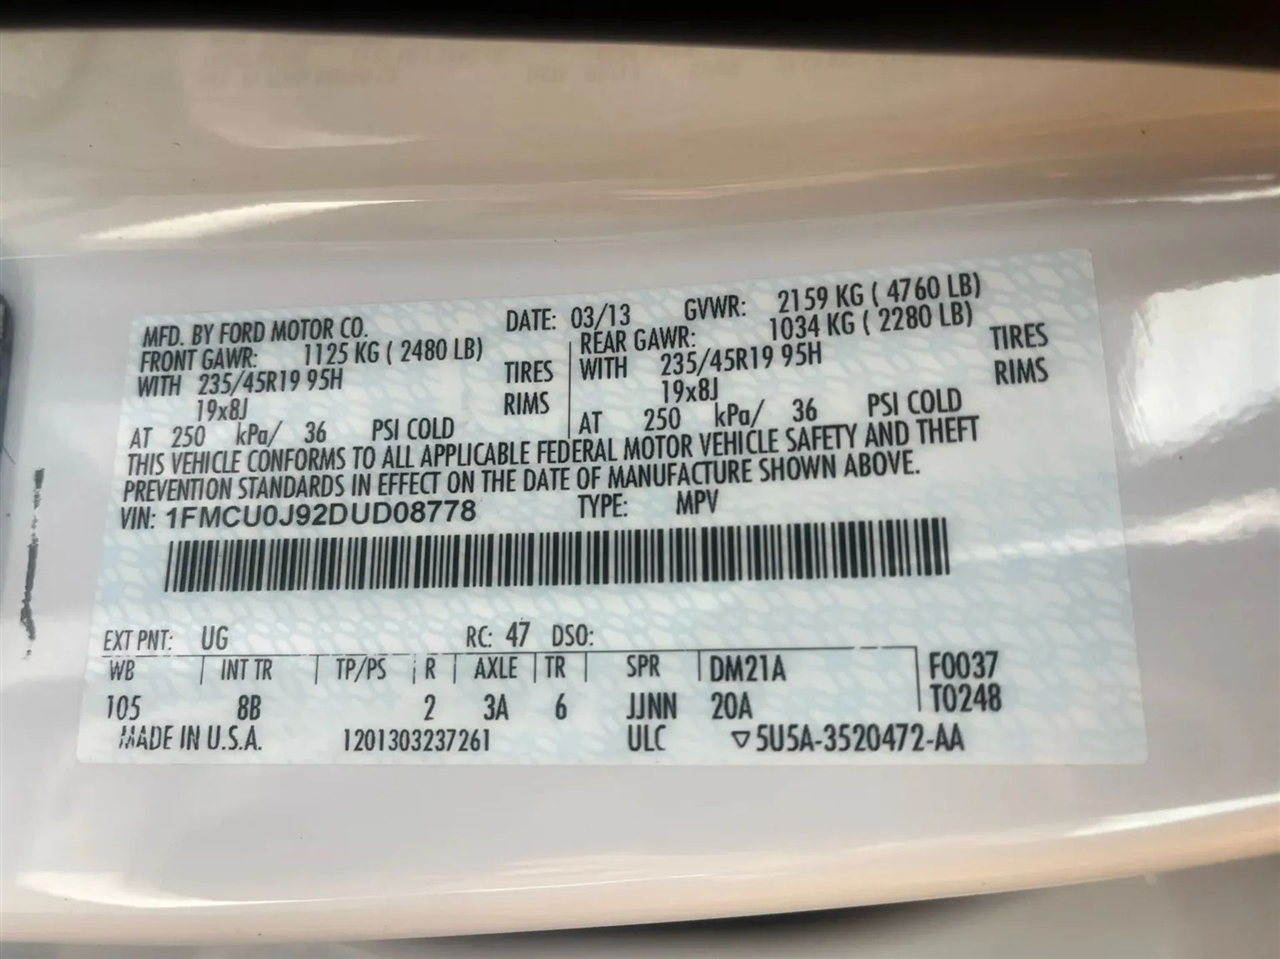 MFD. BY FORD MOTOR CO. DATE: 03/13 GVWR: 2159 KG ( 4760 LB)
FRONT GAWR: 1125 KG ( 2480 LB) REAR GAWR: 1034 KG ( 2280 LB)
WITH 235/45R19 95H TIRES WITH 235/45R19 95H TIRES
19x8J RIMS 19x8J RIMS
AT 250 kPa/ 36 PSI COLD AT 250 kPa/ 36 PSI COLD
THIS VEHICLE CONFORMS TO ALL APPLICABLE FEDERAL MOTOR VEHICLE SAFETY AND THEFT
PREVENTION STANDARDS IN EFFECT ON THE DATE OF MANUFACTURE SHOWN ABOVE.
VIN: 1FMCU0J92DUD08778 TYPE: MPV
EXT PNT: UG RC: 47 DSO:
WB | INT TR | TP/PS | R | AXLE | TR | SPR | DM21A F0037
105 8B 2 3A 6 JJNN 20A T0248
MADE IN U.S.A. 1201303237261 ULC ▽5U5A-3520472-AA